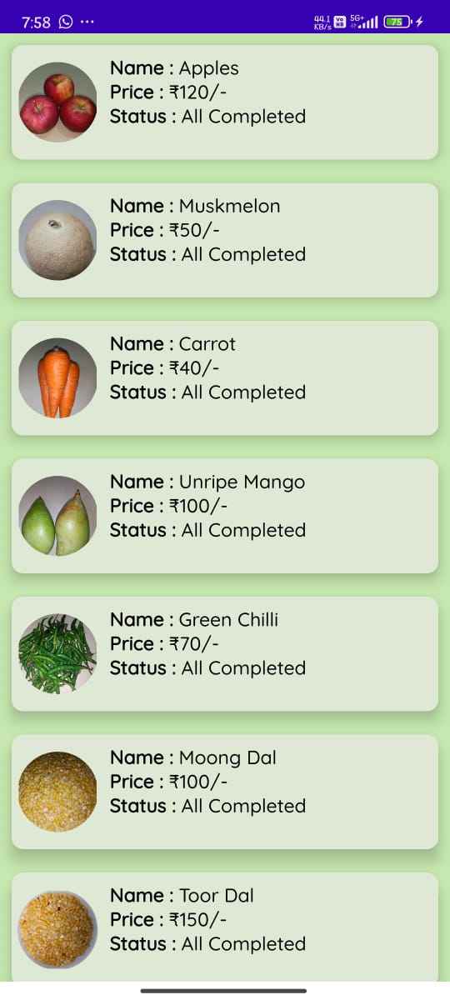 7:58 ... 44.1 KB/s Vo NR 5G+ 75
Name : Apples
Price : ₹120/-
Status : All Completed
Name : Muskmelon
Price : ₹50/-
Status : All Completed
Name : Carrot
Price : ₹40/-
Status : All Completed
Name : Unripe Mango
Price : ₹100/-
Status : All Completed
Name : Green Chilli
Price : ₹70/-
Status : All Completed
Name : Moong Dal
Price : ₹100/-
Status : All Completed
Name : Toor Dal
Price : ₹150/-
Status : All Completed